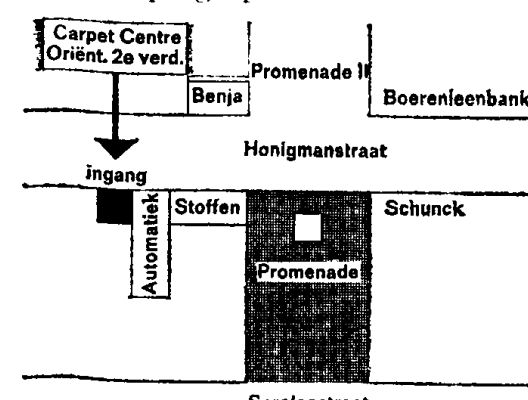 Carpet Centre
Oriënt. 2e verd.
Promenade II
Benja
Boerenleenbank
Honigmanstraat
ingang
Automatiek
Stoffen
Schunck
Promenade